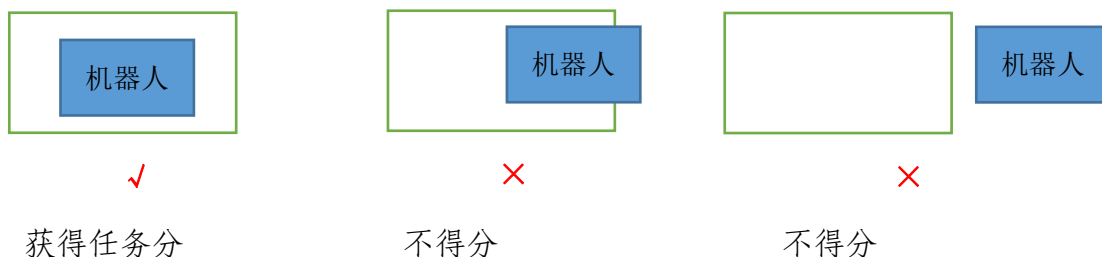 机器人 机器人 机器人
√ × ×
获得任务分 不得分 不得分